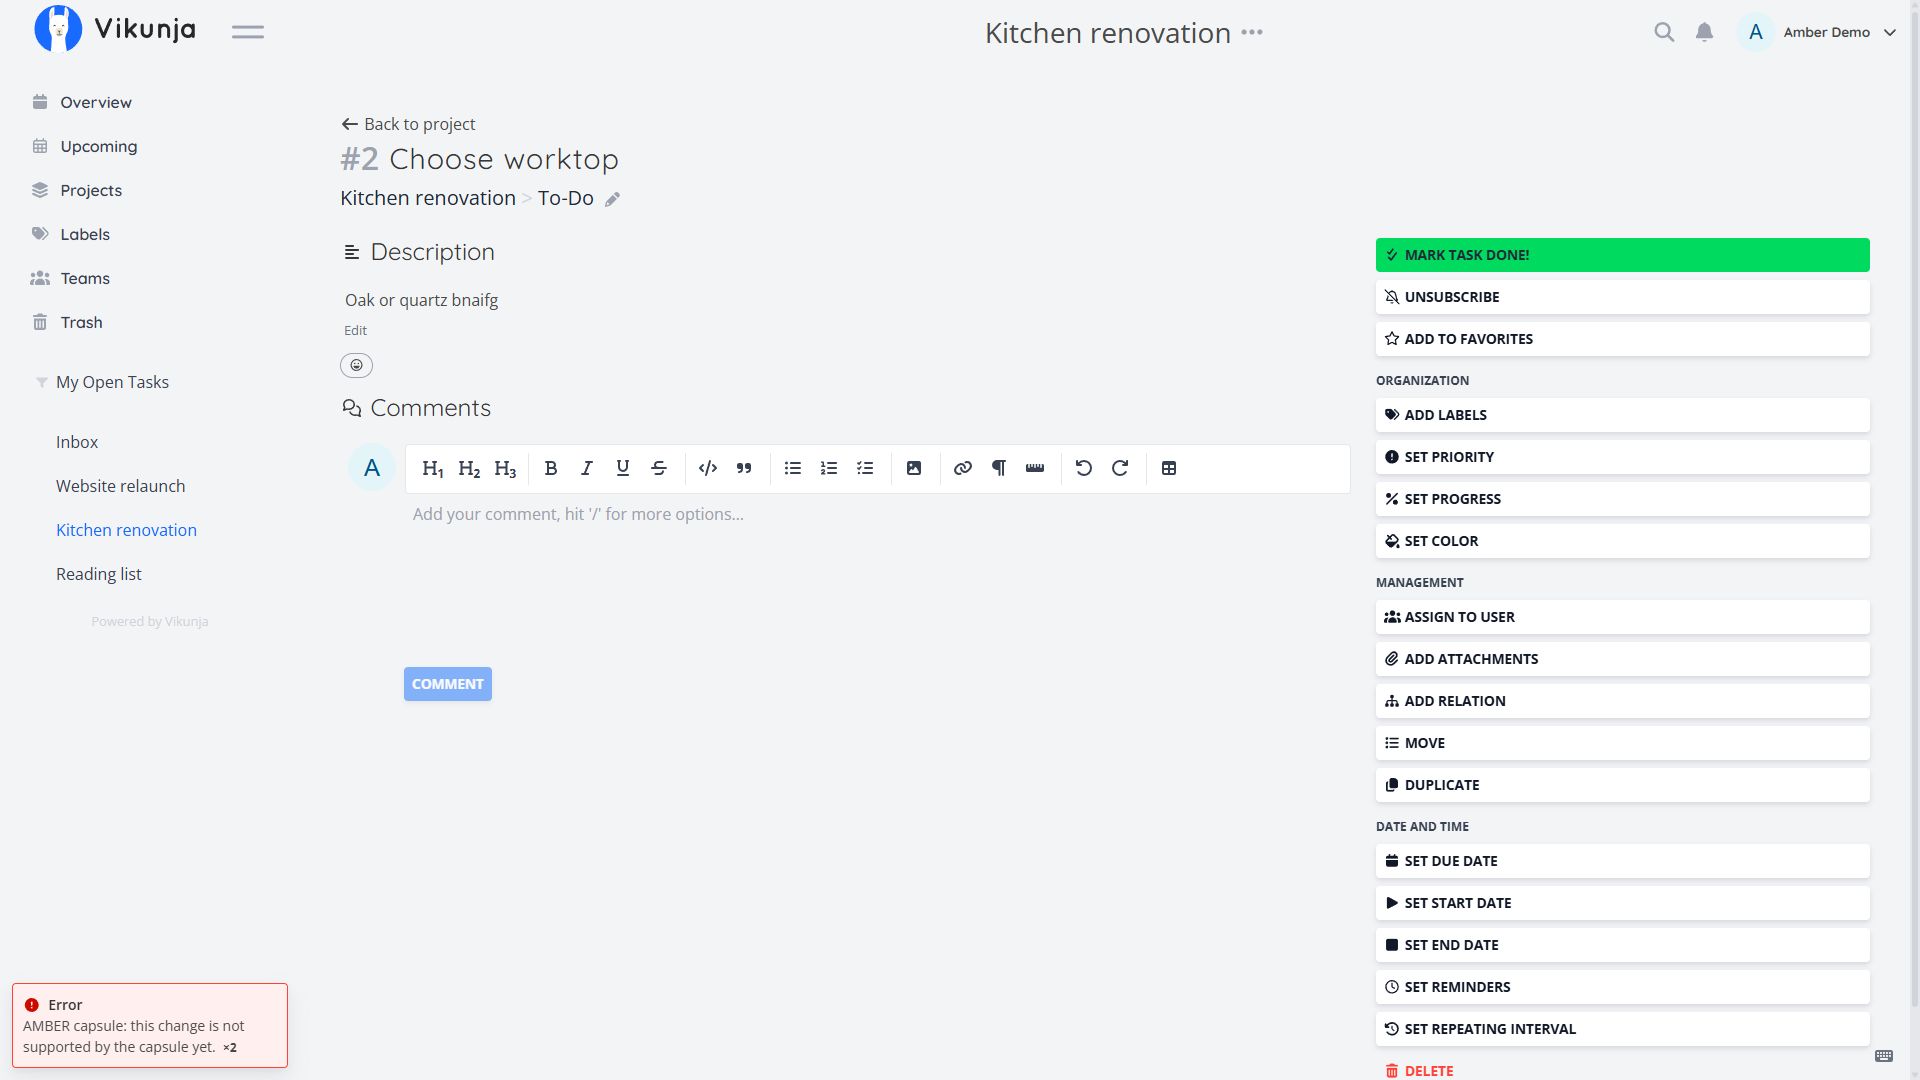 Vikunja
Kitchen renovation
A
Amber Demo
Overview
Upcoming
Projects
Labels
Teams
Trash
My Open Tasks
Inbox
Website relaunch
Kitchen renovation
Reading list
Powered by Vikunja
Back to project
#2 Choose worktop
Kitchen renovation > To-Do
Description
Oak or quartz bnaifg
Edit
Comments
A
H1 H2 H3 B I U S
Add your comment, hit '/' for more options...
COMMENT
MARK TASK DONE!
UNSUBSCRIBE
ADD TO FAVORITES
ORGANIZATION
ADD LABELS
SET PRIORITY
SET PROGRESS
SET COLOR
MANAGEMENT
ASSIGN TO USER
ADD ATTACHMENTS
ADD RELATION
MOVE
DUPLICATE
DATE AND TIME
SET DUE DATE
SET START DATE
SET END DATE
SET REMINDERS
SET REPEATING INTERVAL
DELETE
Error
AMBER capsule: this change is not
supported by the capsule yet. ×2